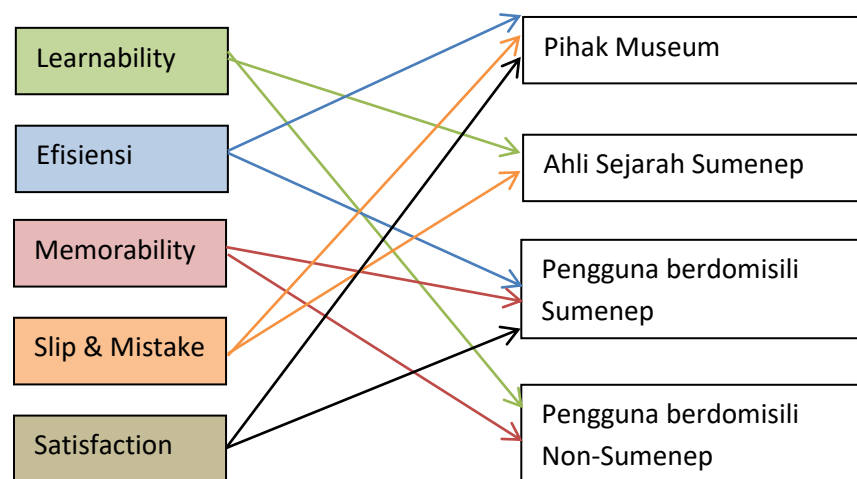 Learnability
Efisiensi
Memorability
Slip & Mistake
Satisfaction
Pihak Museum
Ahli Sejarah Sumenep
Pengguna berdomisili
Sumenep
Pengguna berdomisili
Non-Sumenep